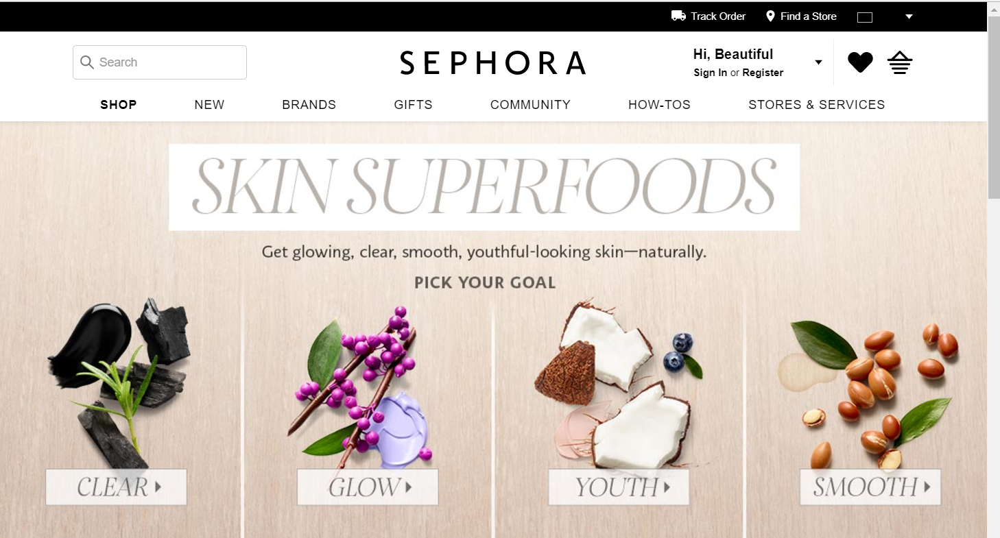 Track Order
Find a Store
Search
SEPHORA
Hi, Beautiful
Sign In or Register
SHOP
NEW
BRANDS
GIFTS
COMMUNITY
HOW-TOS
STORES & SERVICES
SKIN SUPERFOODS
Get glowing, clear, smooth, youthful-looking skin—naturally.
PICK YOUR GOAL
CLEAR
GLOW
YOUTH
SMOOTH